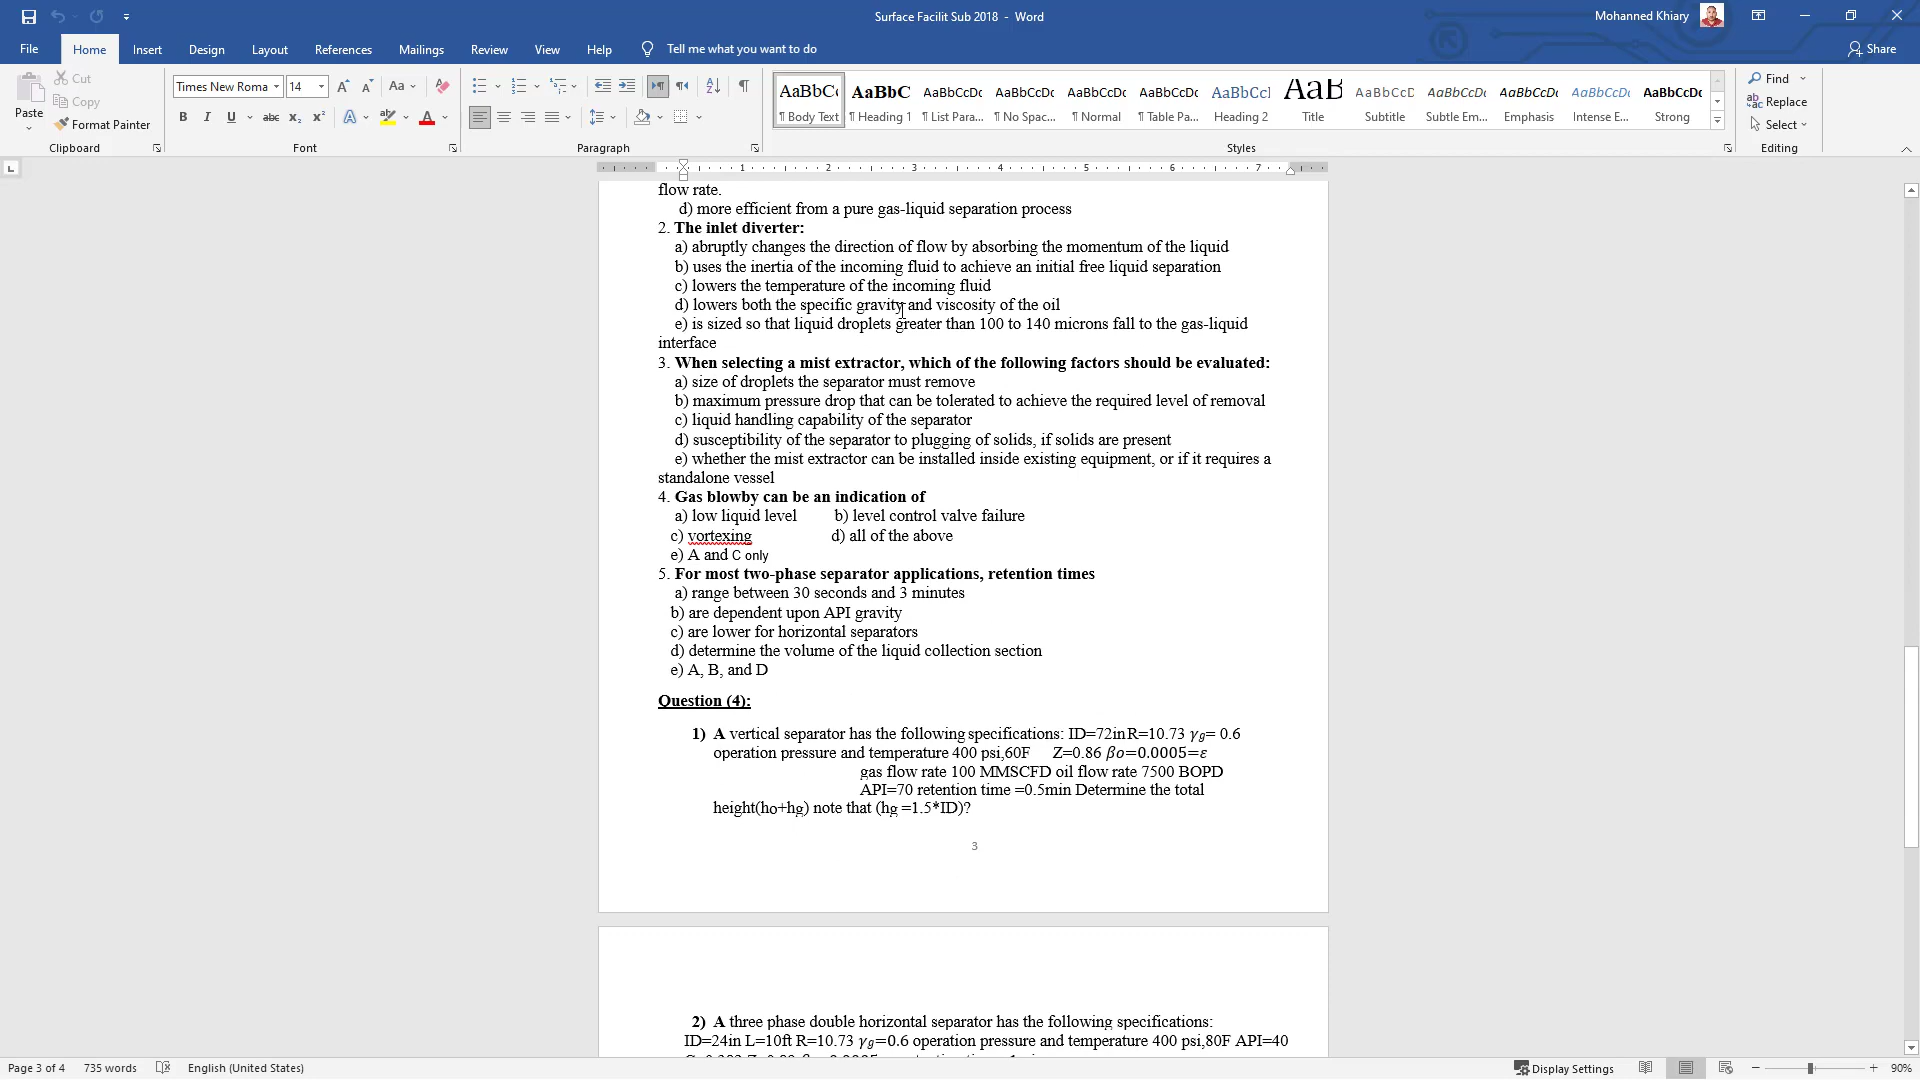 Surface Facilit Sub 2018 - Word
Mohanned Khiary
File Home Insert Design Layout References Mailings Review View Help Tell me what you want to do
Share
Paste
Cut
Copy
Format Painter
Clipboard
Times New Roma 14
Font
Paragraph
AaBbCc AaBbC AaBbCcDc AaBbCcDc AaBbCcDc AaBbCcDc AaBbCcI AaB AaBbCcD AaBbCcDc AaBbCcDc AaBbCcDc AaBbCcDc
¶ Body Text ¶ Heading 1 ¶ List Para... ¶ No Spac... ¶ Normal ¶ Table Pa... Heading 2 Title Subtitle Subtle Em... Emphasis Intense E... Strong
Styles
Find
Replace
Select
Editing
1 2 3 4 5 6 7
flow rate.
d) more efficient from a pure gas-liquid separation process
2. The inlet diverter:
a) abruptly changes the direction of flow by absorbing the momentum of the liquid
b) uses the inertia of the incoming fluid to achieve an initial free liquid separation
c) lowers the temperature of the incoming fluid
d) lowers both the specific gravity and viscosity of the oil
e) is sized so that liquid droplets greater than 100 to 140 microns fall to the gas-liquid
interface
3. When selecting a mist extractor, which of the following factors should be evaluated:
a) size of droplets the separator must remove
b) maximum pressure drop that can be tolerated to achieve the required level of removal
c) liquid handling capability of the separator
d) susceptibility of the separator to plugging of solids, if solids are present
e) whether the mist extractor can be installed inside existing equipment, or if it requires a
standalone vessel
4. Gas blowby can be an indication of
a) low liquid level b) level control valve failure
c) vortexing d) all of the above
e) A and C only
5. For most two-phase separator applications, retention times
a) range between 30 seconds and 3 minutes
b) are dependent upon API gravity
c) are lower for horizontal separators
d) determine the volume of the liquid collection section
e) A, B, and D
Question (4):
1) A vertical separator has the following specifications: ID=72in R=10.73 γg= 0.6
operation pressure and temperature 400 psi,60F Z=0.86 βo=0.0005=ε
gas flow rate 100 MMSCFD oil flow rate 7500 BOPD
API=70 retention time =0.5min Determine the total
height(ho+hg) note that (hg =1.5*ID)?
3
2) A three phase double horizontal separator has the following specifications:
ID=24in L=10ft R=10.73 γg=0.6 operation pressure and temperature 400 psi,80F API=40
Page 3 of 4 735 words English (United States)
Display Settings
90%